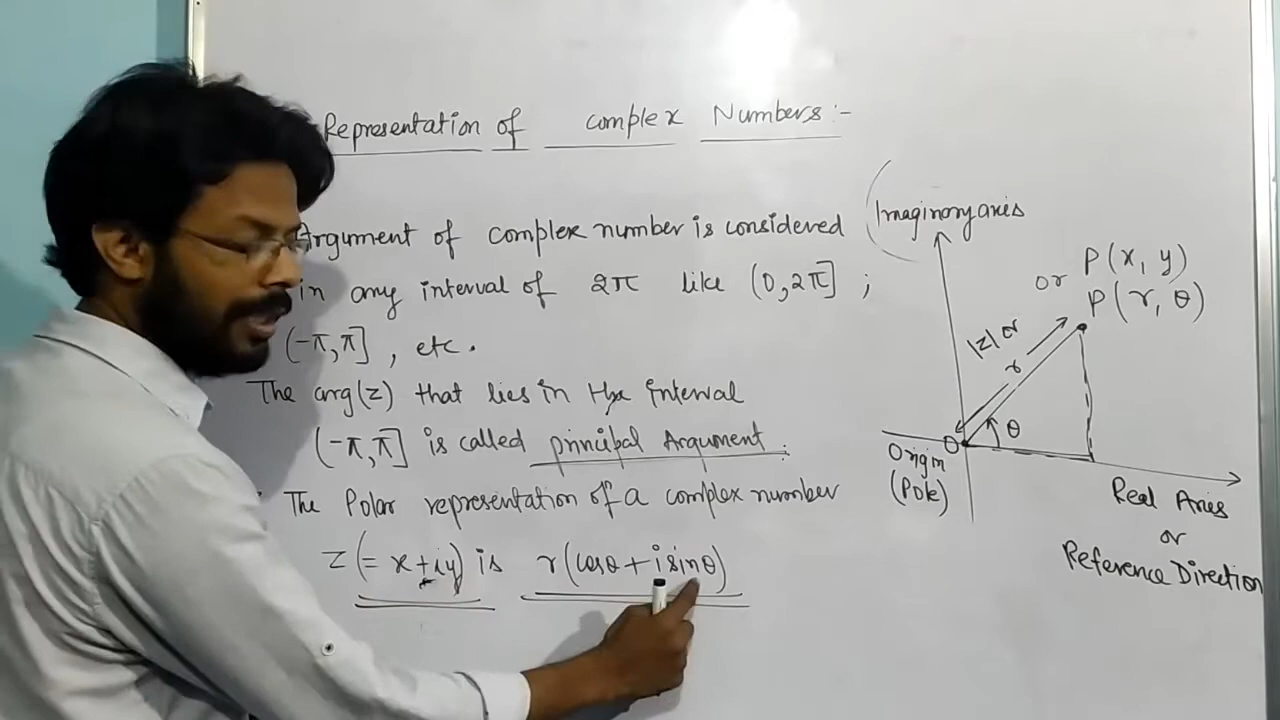 Representation of complex Numbers :-
Argument of complex number is considered
in any interval of 2π like (0, 2π] ;
(-π, π] , etc.
The arg(z) that lies in the interval
(-π, π] is called principal Argument.
The Polar representation of a complex number
z (= x + iy) is r(cosθ + i sinθ)
Imaginary axis
P(x, y)
or P(r, θ)
|z| or
r
θ
O
Origin
(Pole)
Real Axies
or
Reference Direction